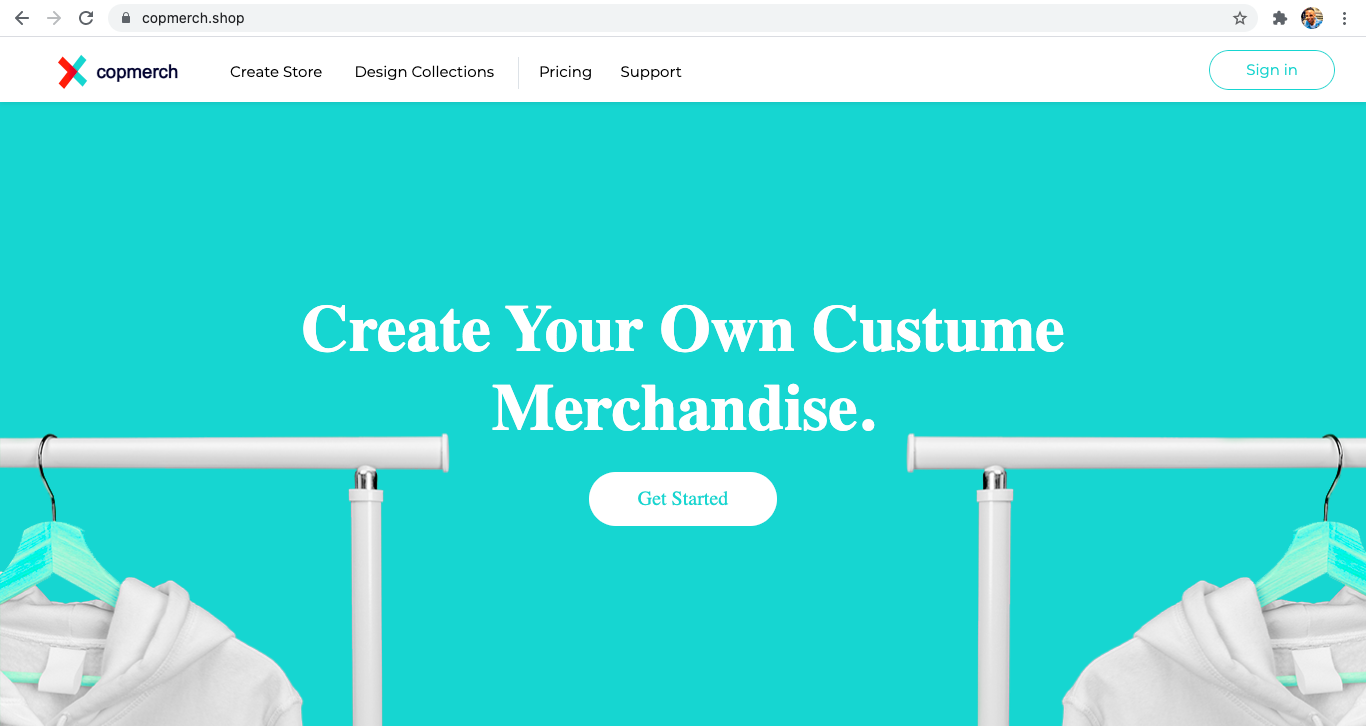 copmerch.shop
copmerch
Create Store
Design Collections
Pricing
Support
Sign in
Create Your Own Custume
Merchandise.
Get Started